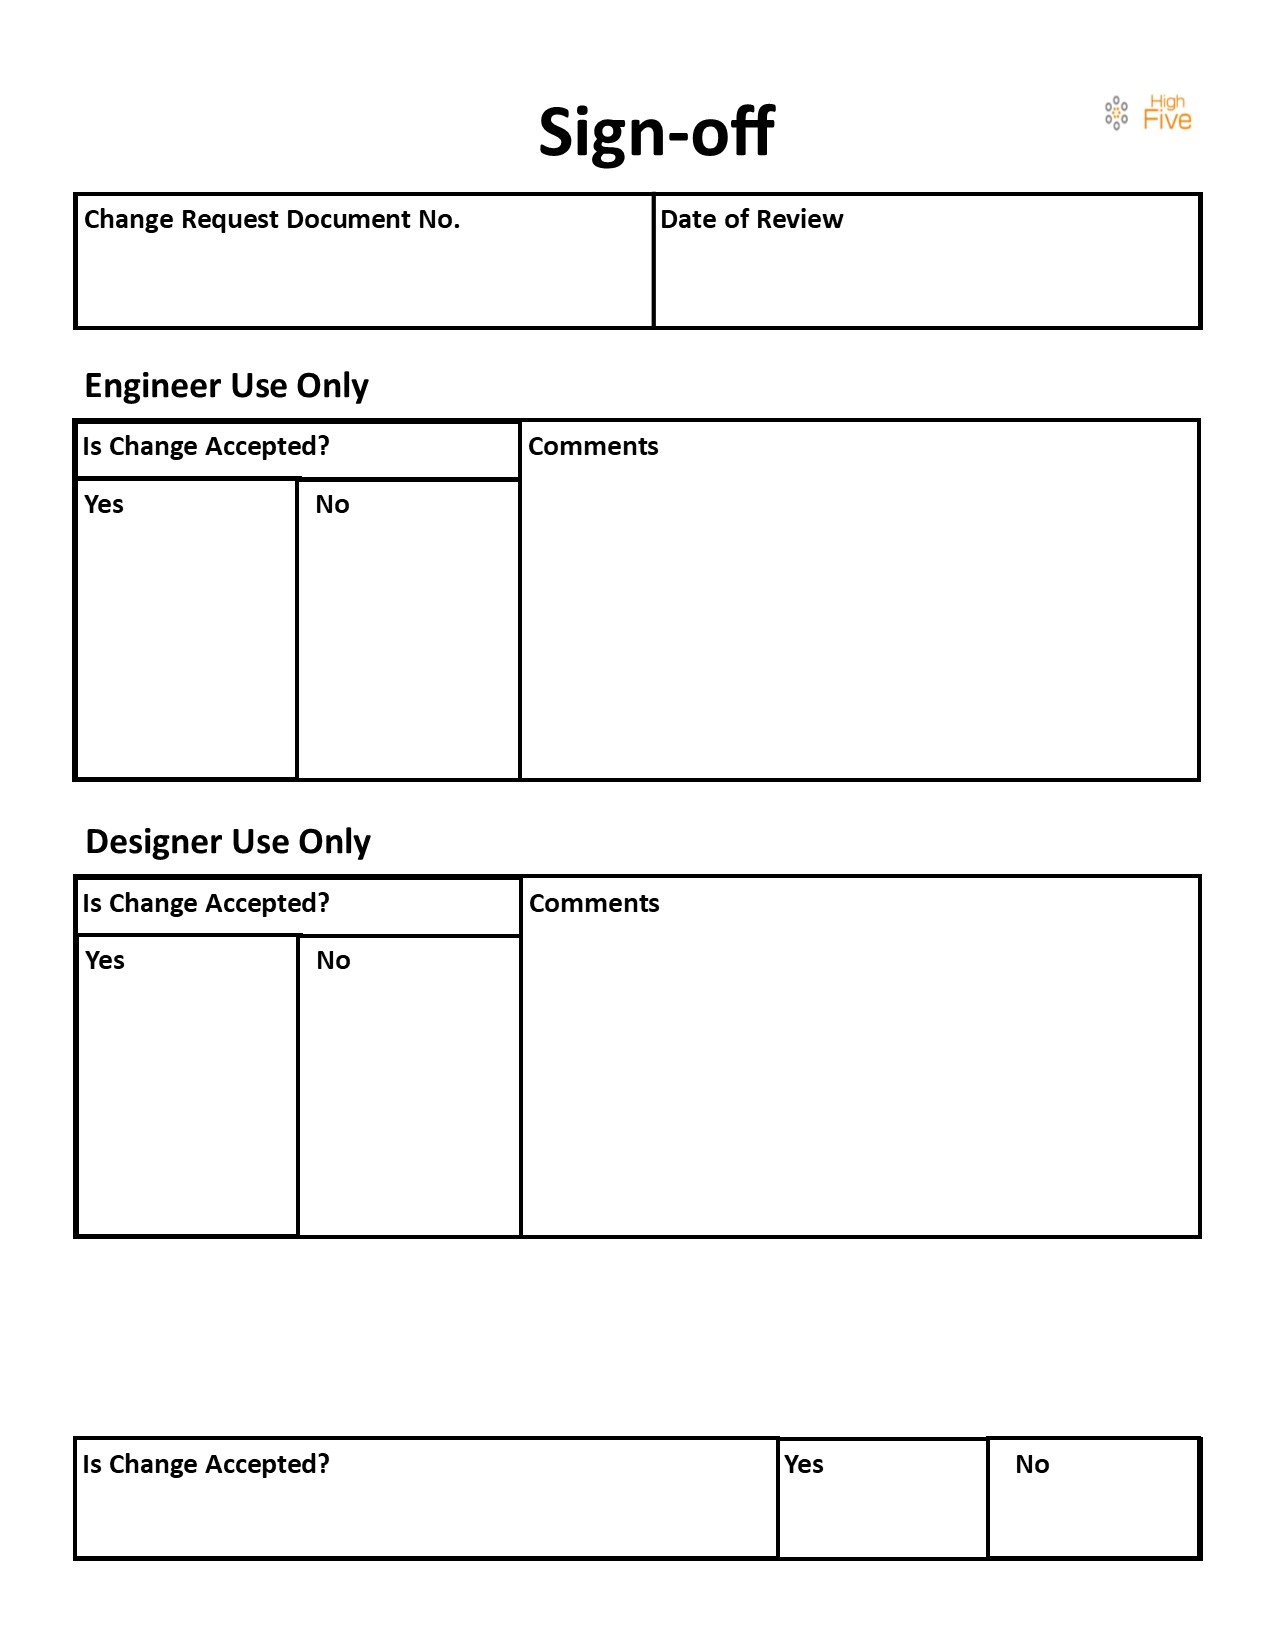 High
Five
Sign-off
Change Request Document No. Date of Review
Engineer Use Only
Is Change Accepted? Comments
Yes No
Designer Use Only
Is Change Accepted? Comments
Yes No
Is Change Accepted? Yes No